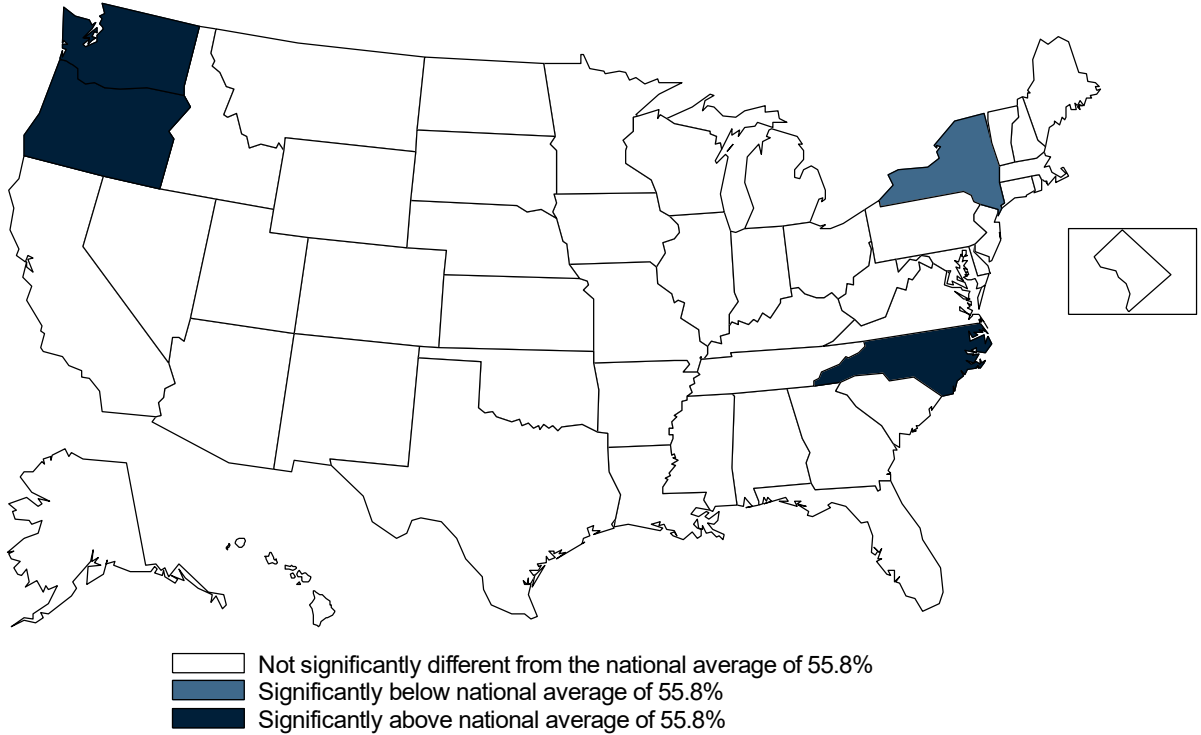 Not significantly different from the national average of 55.8%
Significantly below national average of 55.8%
Significantly above national average of 55.8%